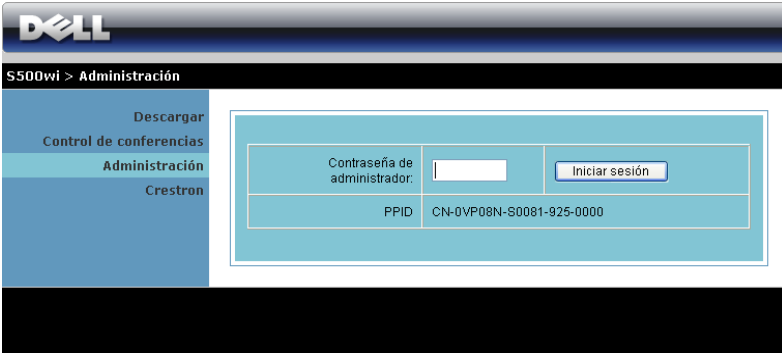 DELL
S500wi > Administración
Descargar
Control de conferencias
Administración
Crestron
Contraseña de
administrador:
Iniciar sesión
PPID
CN-0VP08N-S0081-925-0000